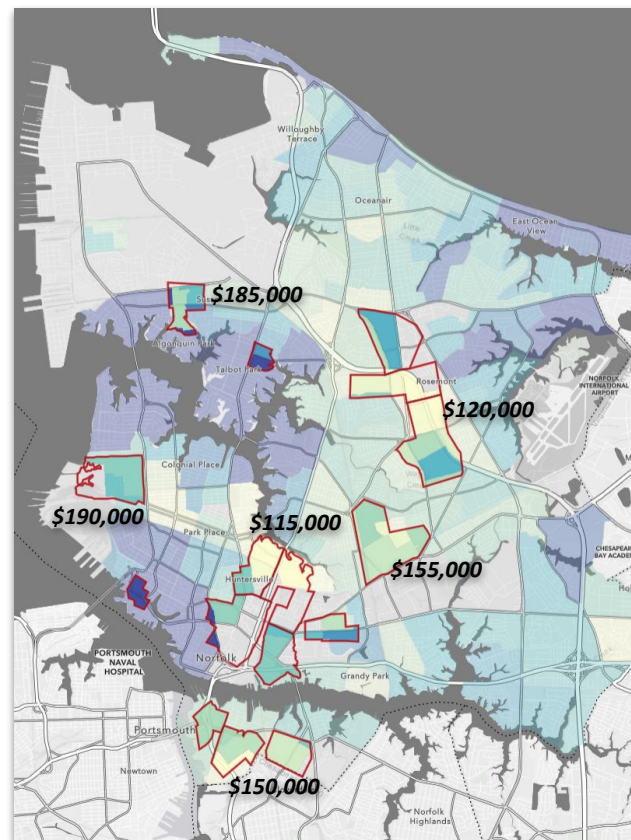 Willoughby
Terrace
Oceanair
Little
East Ocean
View
$185,000
Algonquin Park
Talbot Park
NORFOLK
INTERNATIONAL
AIRPORT
Rosemont
$120,000
Colonial Place
$190,000
$115,000
Park Place
$155,000
CHESAPEAKE
BAY ACADE
Huntersville
PORTSMOUTH
NAVAL
HOSPITAL
Norfolk
Grandy Park
Portsmouth
Newtown
$150,000
Norfolk
Highlands